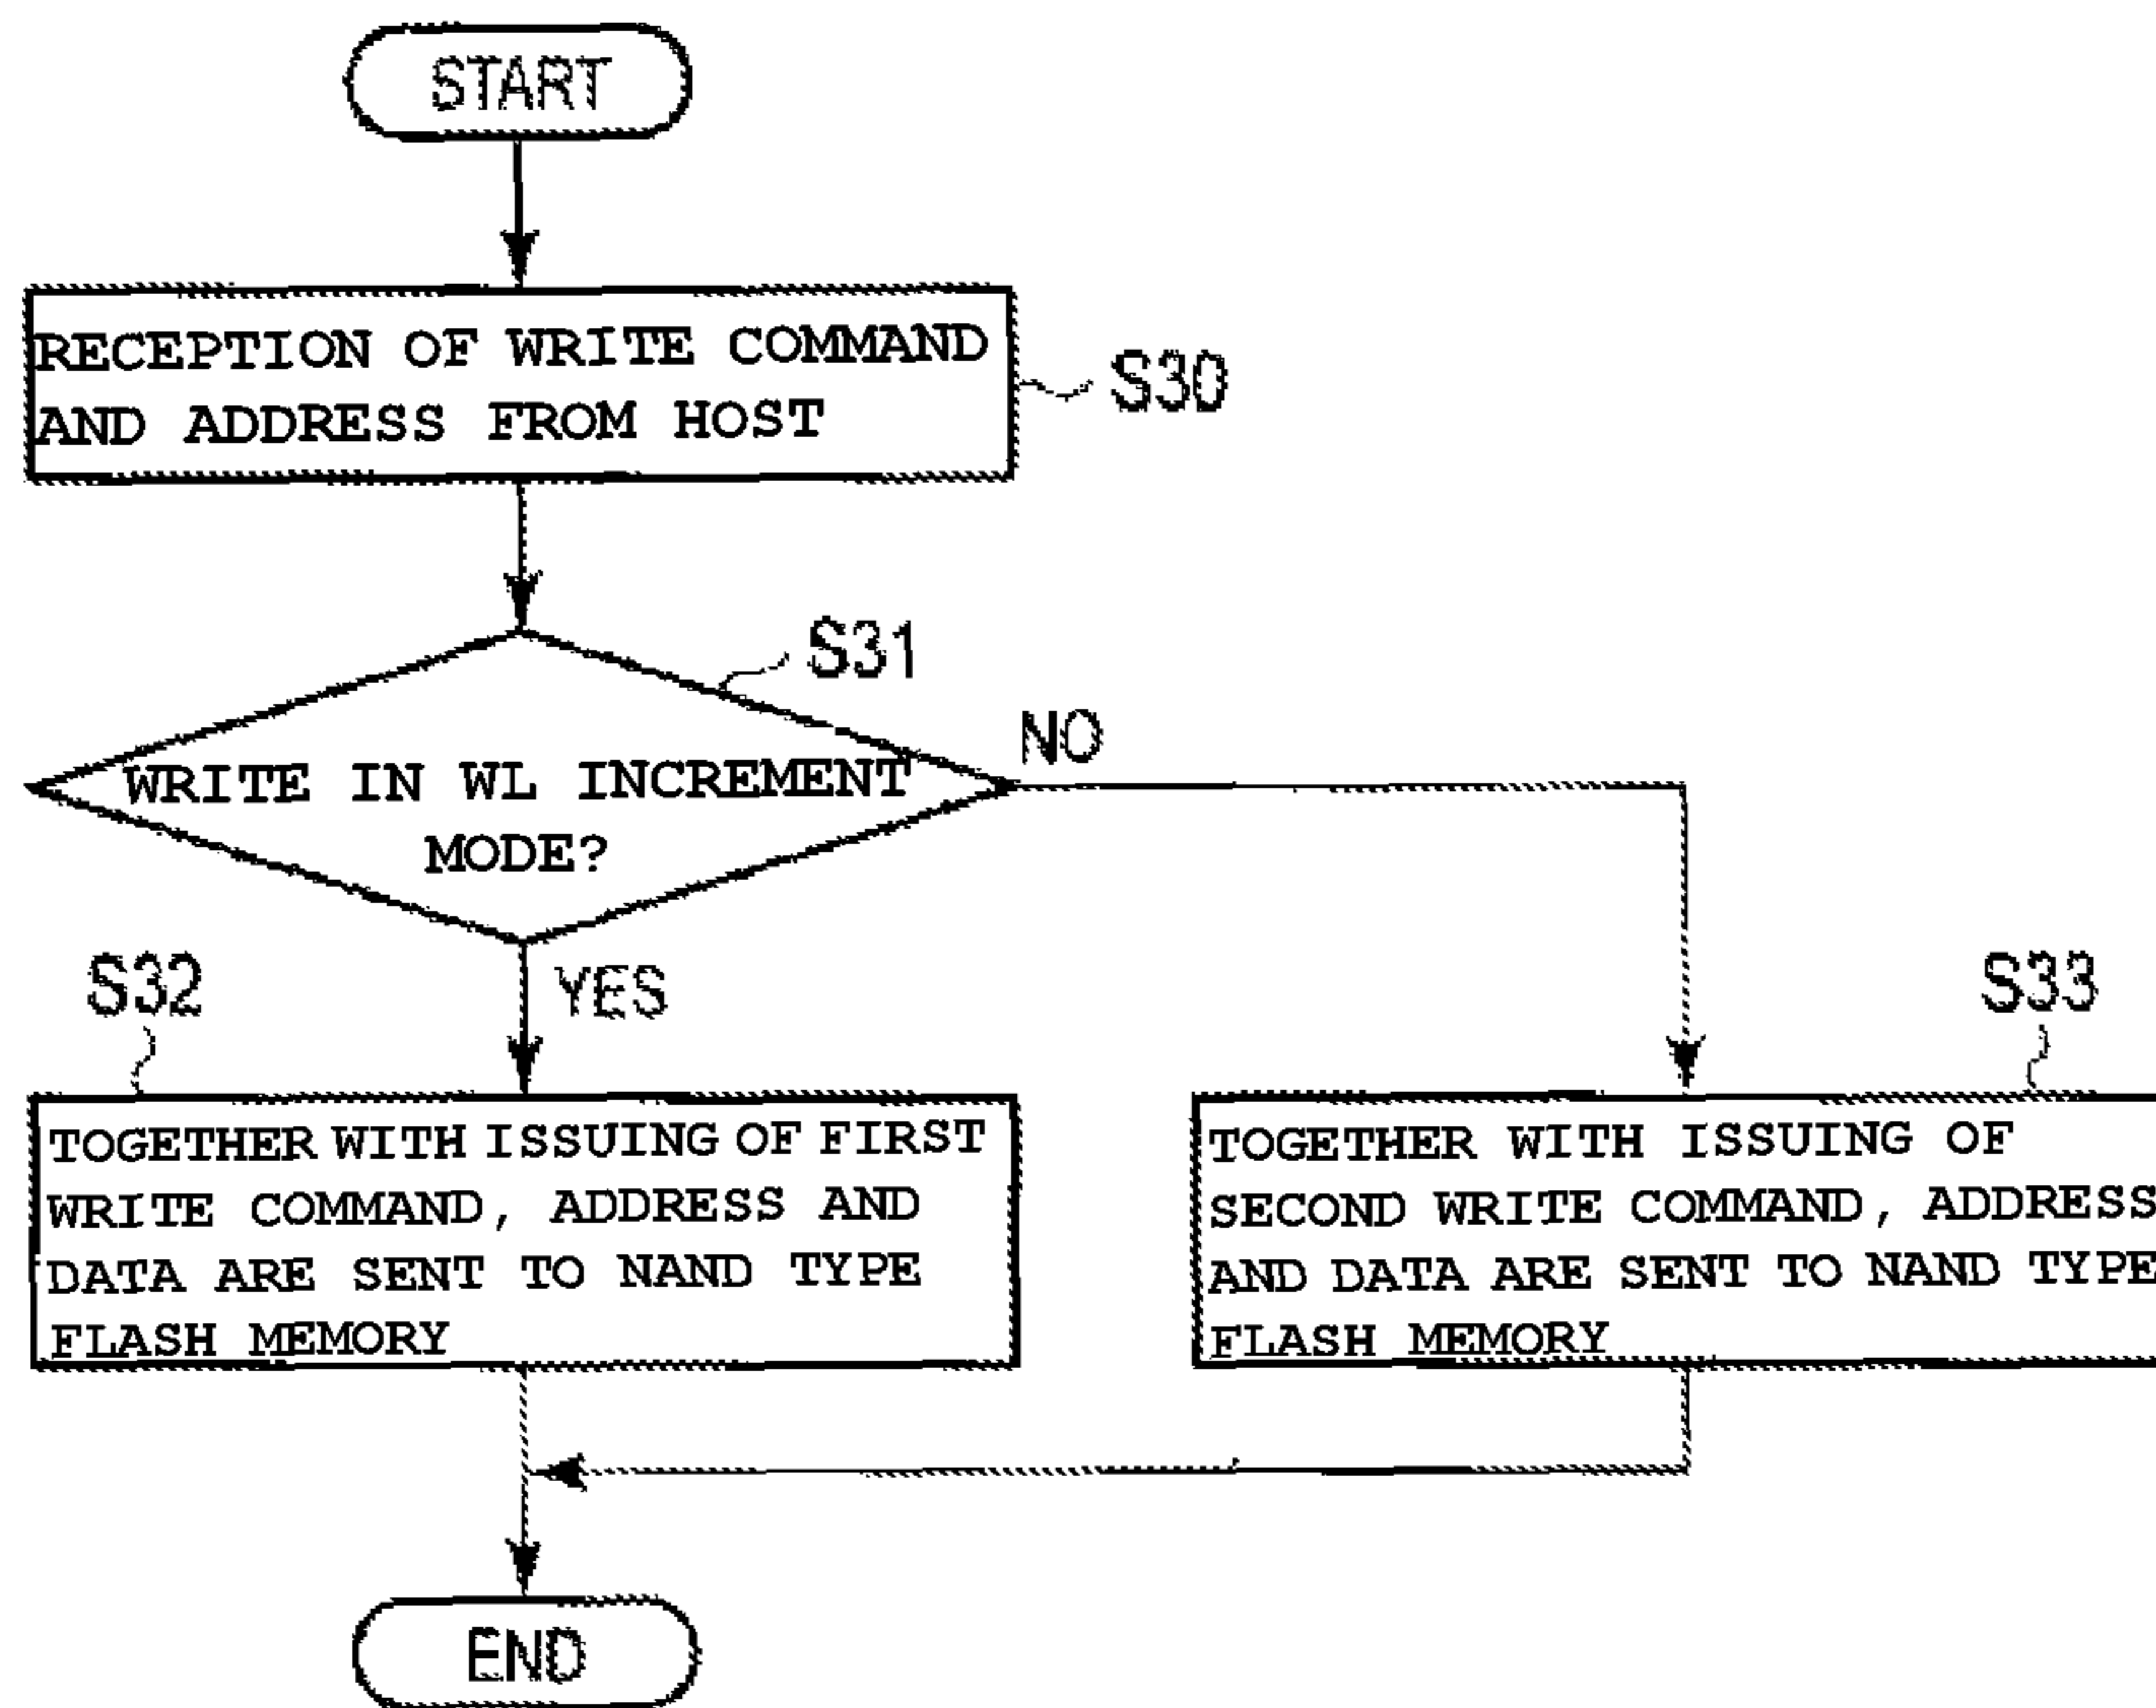 START
RECEPTION OF WRITE COMMAND
AND ADDRESS FROM HOST
S30
S31
WRITE IN WL INCREMENT
MODE?
NO
YES
S32
TOGETHER WITH ISSUING OF FIRST
WRITE COMMAND, ADDRESS AND
DATA ARE SENT TO NAND TYPE
FLASH MEMORY
S33
TOGETHER WITH ISSUING OF
SECOND WRITE COMMAND, ADDRESS
AND DATA ARE SENT TO NAND TYPE
FLASH MEMORY
END